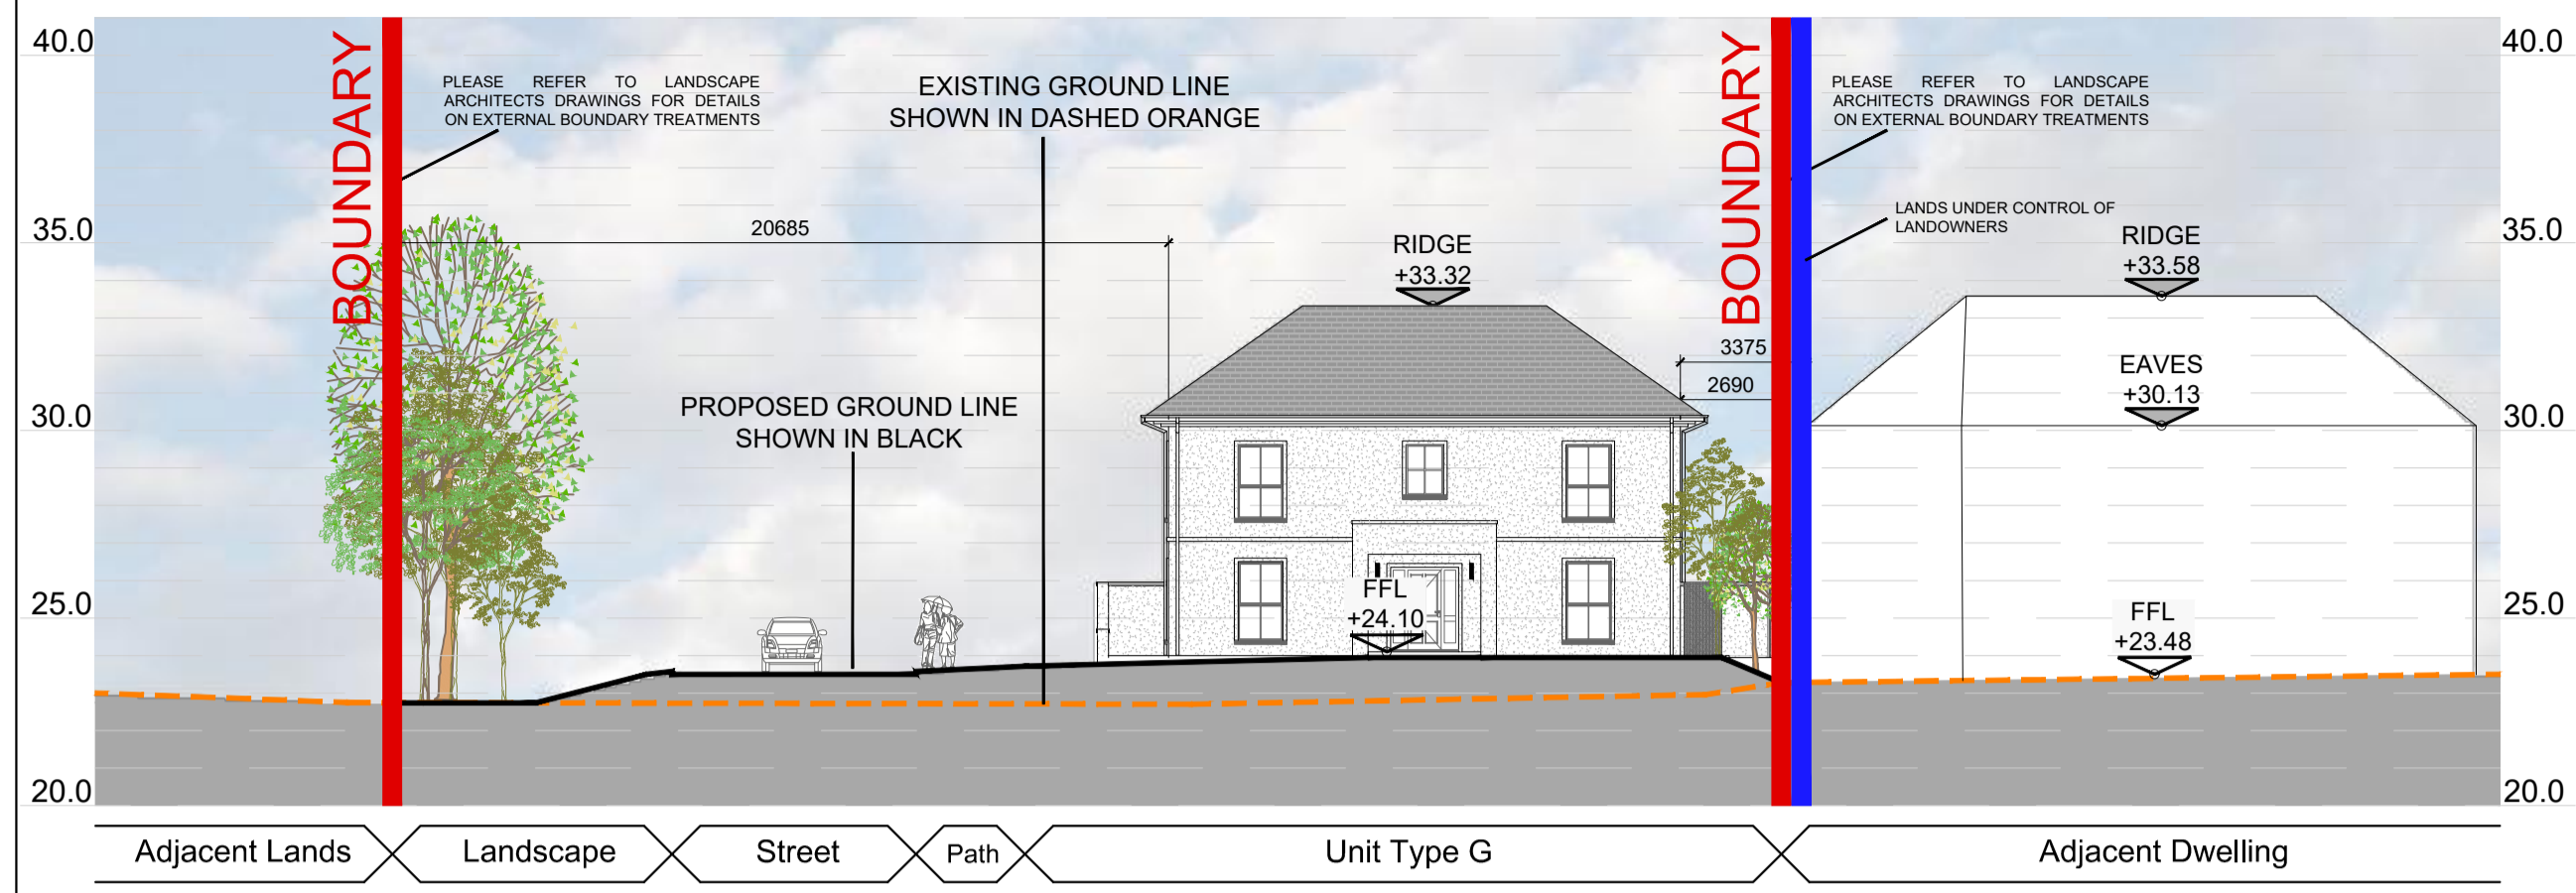 40.0
35.0
30.0
25.0
20.0
BOUNDARY
PLEASE REFER TO LANDSCAPE
ARCHITECTS DRAWINGS FOR DETAILS
ON EXTERNAL BOUNDARY TREATMENTS
EXISTING GROUND LINE
SHOWN IN DASHED ORANGE
20685
PROPOSED GROUND LINE
SHOWN IN BLACK
RIDGE
+33.32
FFL
+24.10
BOUNDARY
3375
2690
PLEASE REFER TO LANDSCAPE
ARCHITECTS DRAWINGS FOR DETAILS
ON EXTERNAL BOUNDARY TREATMENTS
LANDS UNDER CONTROL OF
LANDOWNERS
RIDGE
+33.58
EAVES
+30.13
FFL
+23.48
40.0
35.0
30.0
25.0
20.0
Adjacent Lands
Landscape
Street
Path
Unit Type G
Adjacent Dwelling